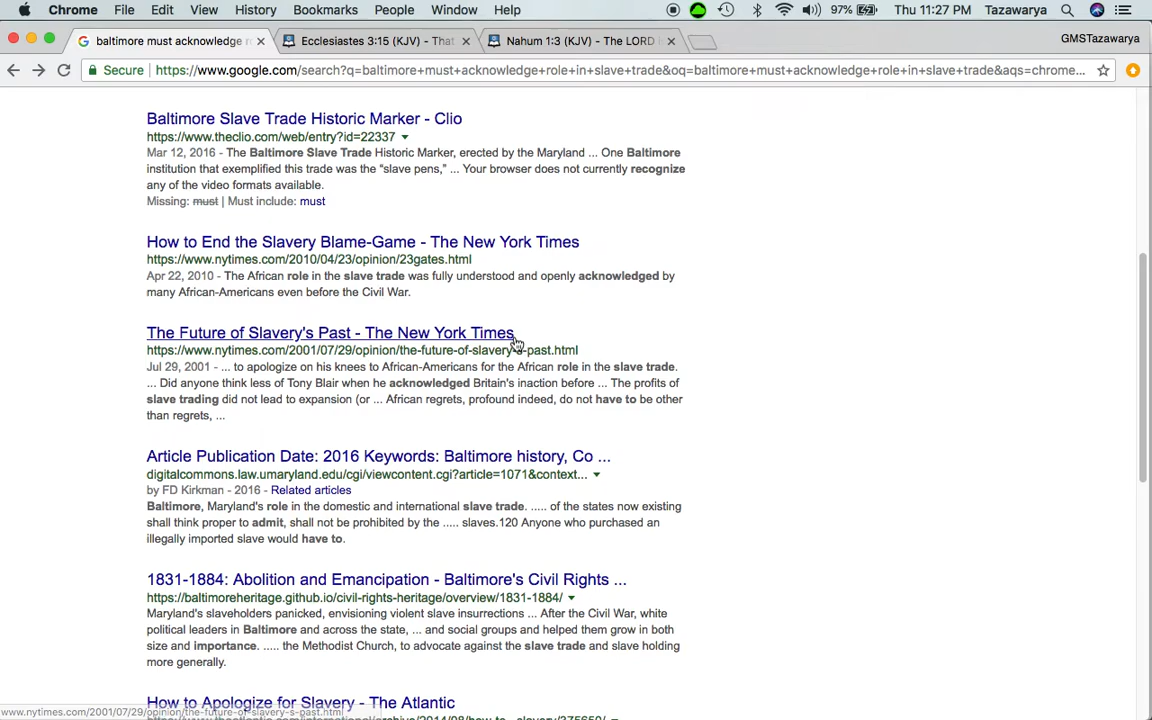 Chrome File Edit View History Bookmarks People Window Help 97% Thu 11:27 PM Tazawarya
baltimore must acknowledge r Ecclesiastes 3:15 (KJV) - That Nahum 1:3 (KJV) - The LORD h GMSTazawarya
Secure https://www.google.com/search?q=baltimore+must+acknowledge+role+in+slave+trade&oq=baltimore+must+acknowledge+role+in+slave+trade&aqs=chrome...
Baltimore Slave Trade Historic Marker - Clio
https://www.theclio.com/web/entry?id=22337
Mar 12, 2016 - The Baltimore Slave Trade Historic Marker, erected by the Maryland ... One Baltimore
institution that exemplified this trade was the “slave pens,” ... Your browser does not currently recognize
any of the video formats available.
Missing: must | Must include: must
How to End the Slavery Blame-Game - The New York Times
https://www.nytimes.com/2010/04/23/opinion/23gates.html
Apr 22, 2010 - The African role in the slave trade was fully understood and openly acknowledged by
many African-Americans even before the Civil War.
The Future of Slavery's Past - The New York Times
https://www.nytimes.com/2001/07/29/opinion/the-future-of-slavery-s-past.html
Jul 29, 2001 - ... to apologize on his knees to African-Americans for the African role in the slave trade.
... Did anyone think less of Tony Blair when he acknowledged Britain's inaction before ... The profits of
slave trading did not lead to expansion (or ... African regrets, profound indeed, do not have to be other
than regrets, ...
Article Publication Date: 2016 Keywords: Baltimore history, Co ...
digitalcommons.law.umaryland.edu/cgi/viewcontent.cgi?article=1071&context...
by FD Kirkman - 2016 - Related articles
Baltimore, Maryland's role in the domestic and international slave trade. ..... of the states now existing
shall think proper to admit, shall not be prohibited by the ..... slaves.120 Anyone who purchased an
illegally imported slave would have to.
1831-1884: Abolition and Emancipation - Baltimore's Civil Rights ...
https://baltimoreheritage.github.io/civil-rights-heritage/overview/1831-1884/
Maryland's slaveholders panicked, envisioning violent slave insurrections ... After the Civil War, white
political leaders in Baltimore and across the state, ... and social groups and helped them grow in both
size and importance. ..... the Methodist Church, to advocate against the slave trade and slave holding
more generally.
How to Apologize for Slavery - The Atlantic
www.nytimes.com/2001/07/29/opinion/the-future-of-slavery-s-past.html